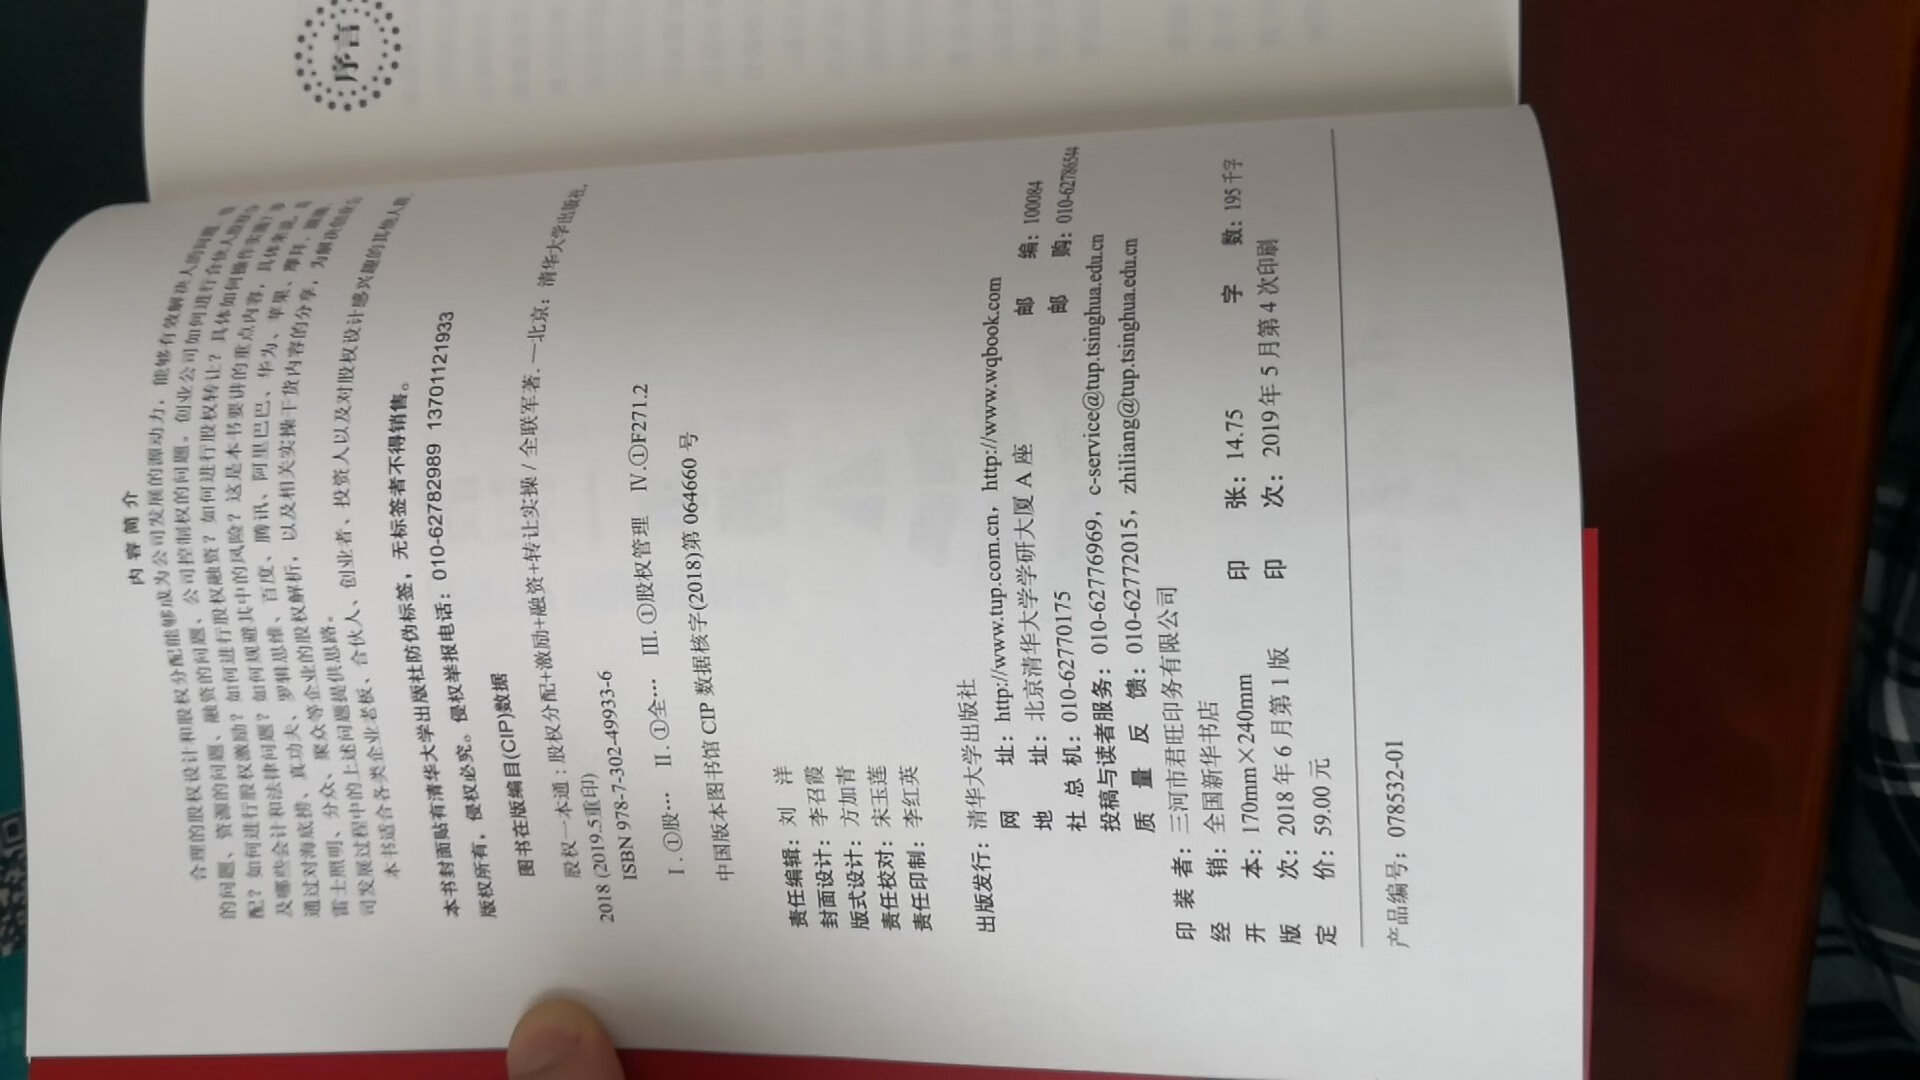 序言
内 容 简 介
合理的股权设计和股权分配能够成为公司发展的源动力，能够有效解决人的问题、
的问题、资源的问题、融资的问题、公司控制权的问题。创业公司如何进行合伙人的股权分
配？如何进行股权激励？如何进行股权融资？如何进行股权转让？具体如何操作实施？
及哪些会计和法律问题？如何规避其中的风险？这是本书要讲的重点内容，具体来说，
通过对海底捞、真功夫、罗辑思维、百度、腾讯、阿里巴巴、华为、苹果、摩拜、
雷士照明、分众、聚众等企业的股权解析，以及相关实操干货内容的分享，为解决创业公
司发展过程中的上述问题提供思路。
本书适合各类企业老板、合伙人、创业者、投资人以及对股权设计感兴趣的其他人群
本书封面贴有清华大学出版社防伪标签，无标签者不得销售。
版权所有，侵权必究。侵权举报电话：010-62782989 13701121933
图书在版编目(CIP)数据
股权一本通：股权分配+激励+融资+转让实操 / 全联军著. —北京：清华大学出版社,
2018 (2019.5重印)
ISBN 978-7-302-49933-6
Ⅰ. ①股… Ⅱ. ①全… Ⅲ. ①股权管理 Ⅳ. ①F271.2
中国版本图书馆 CIP 数据核字(2018)第 064660 号
责任编辑：刘 洋
封面设计：李召霞
版式设计：方加青
责任校对：宋玉莲
责任印制：李红英
出版发行：清华大学出版社
网 址：http://www.tup.com.cn，http://www.wqbook.com
地 址：北京清华大学学研大厦 A 座 邮 编：100084
社 总 机：010-62770175 邮 购：010-62786544
投稿与读者服务：010-62776969，c-service@tup.tsinghua.edu.cn
质 量 反 馈：010-62772015，zhiliang@tup.tsinghua.edu.cn
印 装 者：三河市君旺印务有限公司
经 销：全国新华书店
开 本：170mm×240mm 印 张：14.75 字 数：195 千字
版 次：2018 年 6 月第 1 版 印 次：2019 年 5 月第 4 次印刷
定 价：59.00 元
产品编号：078532-01